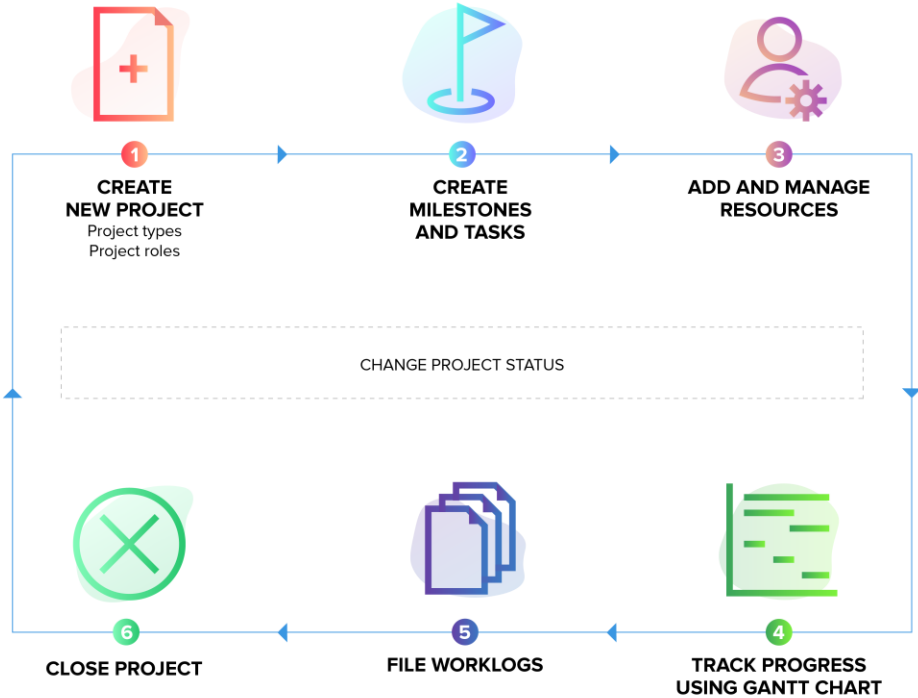 1
CREATE
NEW PROJECT
Project types
Project roles
2
CREATE
MILESTONES
AND TASKS
3
ADD AND MANAGE
RESOURCES
CHANGE PROJECT STATUS
6
CLOSE PROJECT
5
FILE WORKLOGS
4
TRACK PROGRESS
USING GANTT CHART